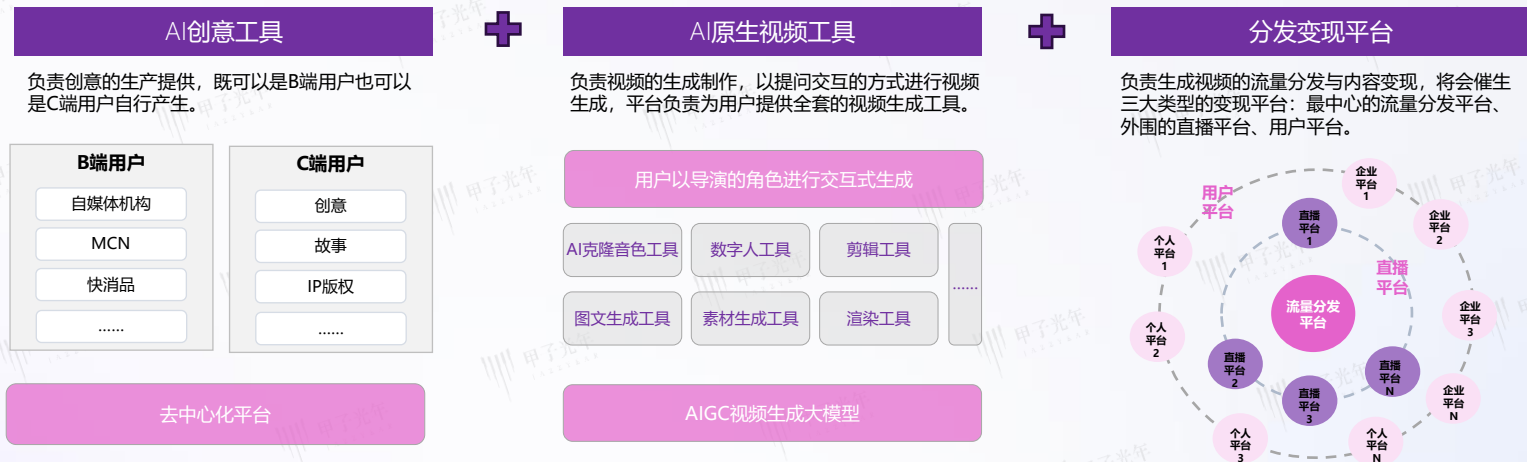 AI创意工具
负责创意的生产提供，既可以是B端用户也可以
是C端用户自行产生。
B端用户
自媒体机构
MCN
快消品
……
C端用户
创意
故事
IP版权
……
去中心化平台
AI原生视频工具
负责视频的生成制作，以提问交互的方式进行视频
生成，平台负责为用户提供全套的视频生成工具。
用户以导演的角色进行交互式生成
AI克隆音色工具
数字人工具
剪辑工具
图文生成工具
素材生成工具
渲染工具
……
AIGC视频生成大模型
分发变现平台
负责生成视频的流量分发与内容变现，将会催生
三大类型的变现平台：最中心的流量分发平台、
外围的直播平台、用户平台。
用户
平台
企业
平台
1
企业
平台
2
企业
平台
3
企业
平台
N
个人
平台
1
个人
平台
2
个人
平台
3
个人
平台
N
直播
平台
直播
平台
1
直播
平台
2
直播
平台
3
直播
平台
N
流量分发
平台
甲子光年